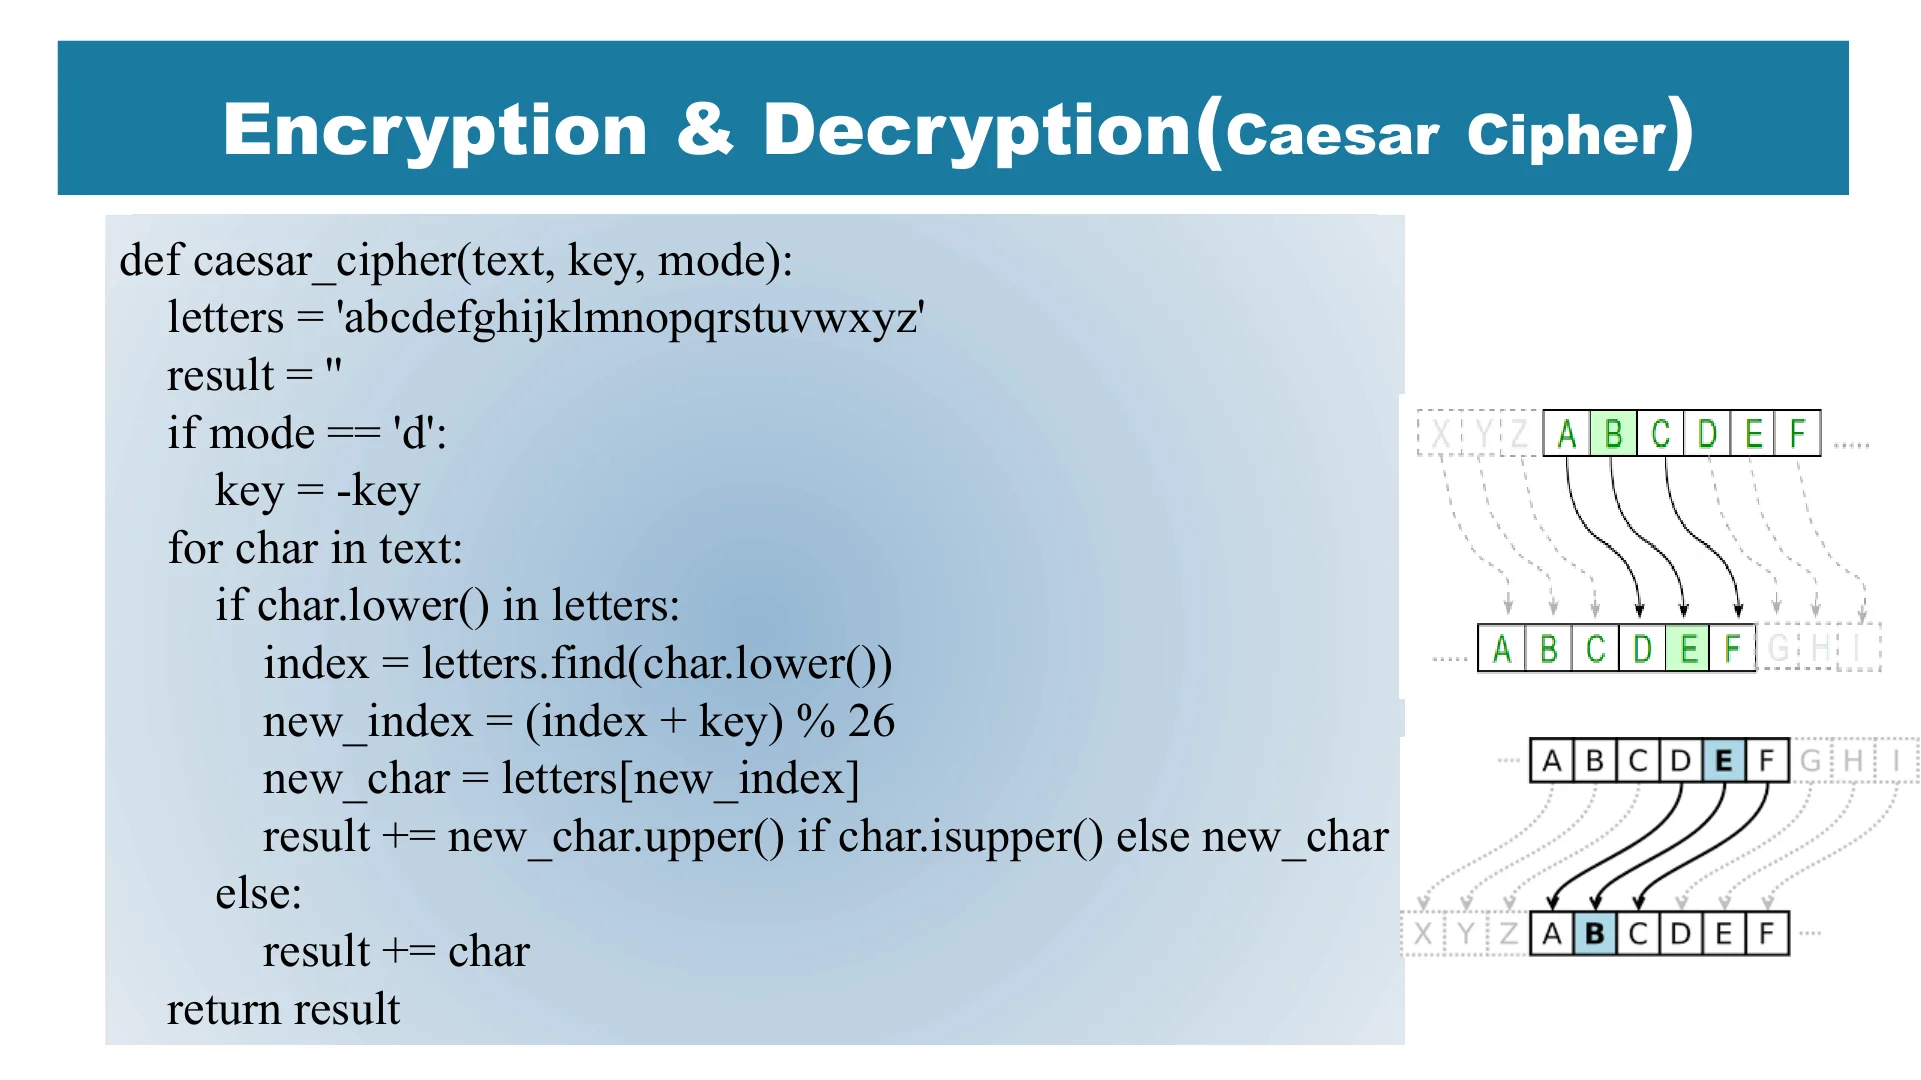 Encryption & Decryption(Caesar Cipher)
def caesar_cipher(text, key, mode):
letters = 'abcdefghijklmnopqrstuvwxyz'
result = ''
if mode == 'd':
key = -key
for char in text:
if char.lower() in letters:
index = letters.find(char.lower())
new_index = (index + key) % 26
new_char = letters[new_index]
result += new_char.upper() if char.isupper() else new_char
else:
result += char
return result
X Y Z A B C D E F .....
..... A B C D E F G H I
.... A B C D E F G H I
X Y Z A B C D E F ....